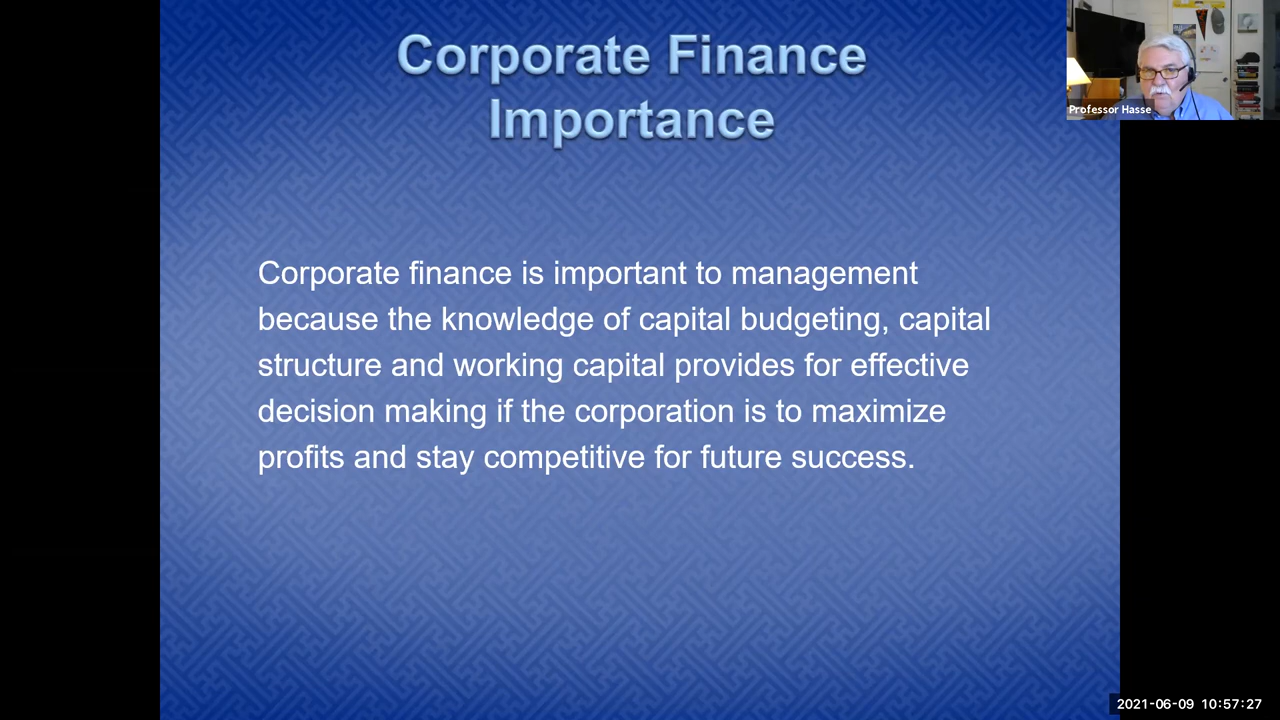 Corporate Finance
Importance
Professor Hasse
Corporate finance is important to management
because the knowledge of capital budgeting, capital
structure and working capital provides for effective
decision making if the corporation is to maximize
profits and stay competitive for future success.
2021-06-09 10:57:27